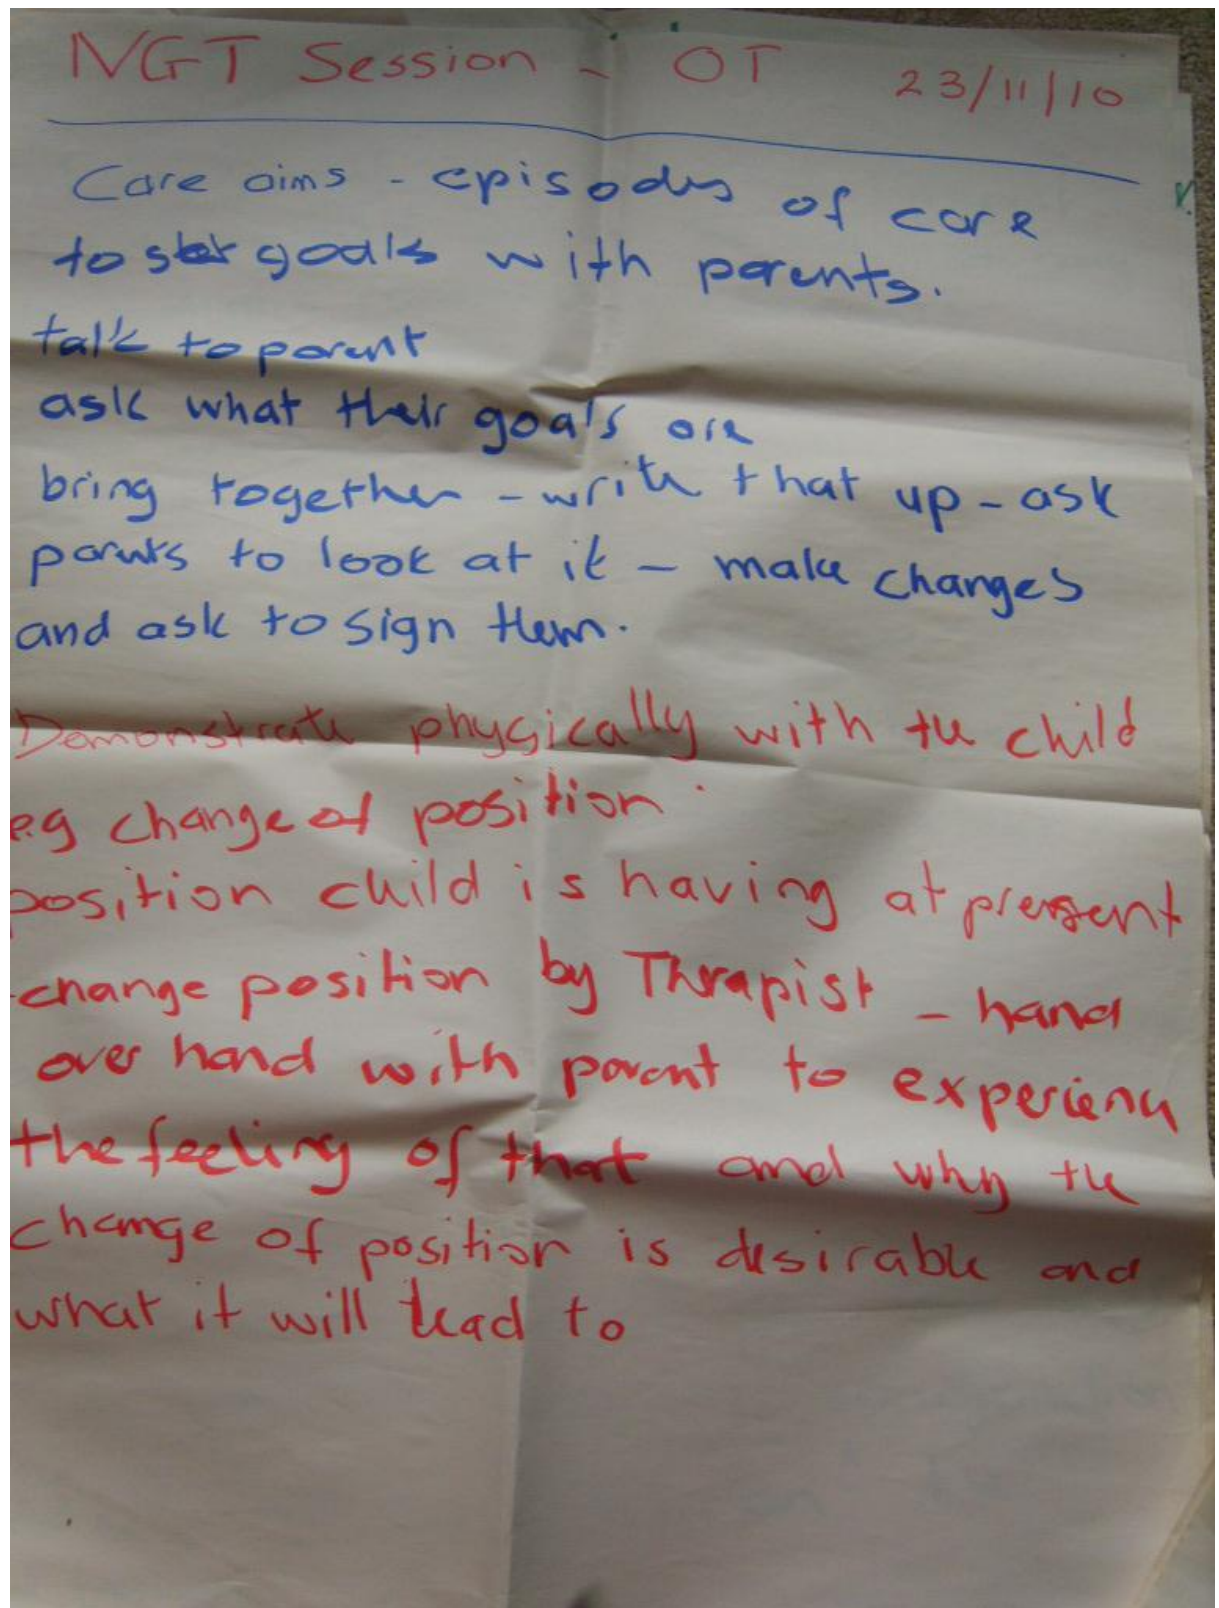 NGT Session - OT 23/11/10
Care aims - episodes of care
to set goals with parents.
talk to parent
ask what their goals are
bring together - write that up - ask
parents to look at it - make changes
and ask to sign them.
Demonstrate physically with the child
e.g change of position.
position child is having at present
change position by Therapist - hand
over hand with parent to experience
the feeling of that and why the
change of position is desirable and
what it will lead to